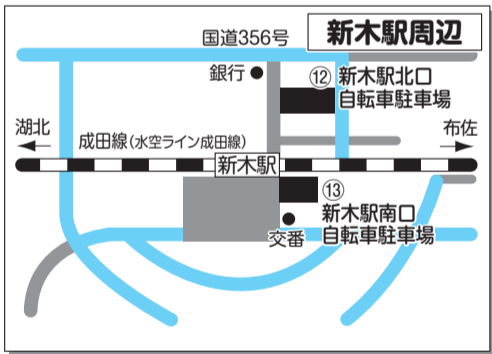 新木駅周辺
国道356号
銀行
⑫ 新木駅北口
自転車駐車場
湖北
成田線(水空ライン成田線)
布佐
新木駅
⑬
新木駅南口
自転車駐車場
交番